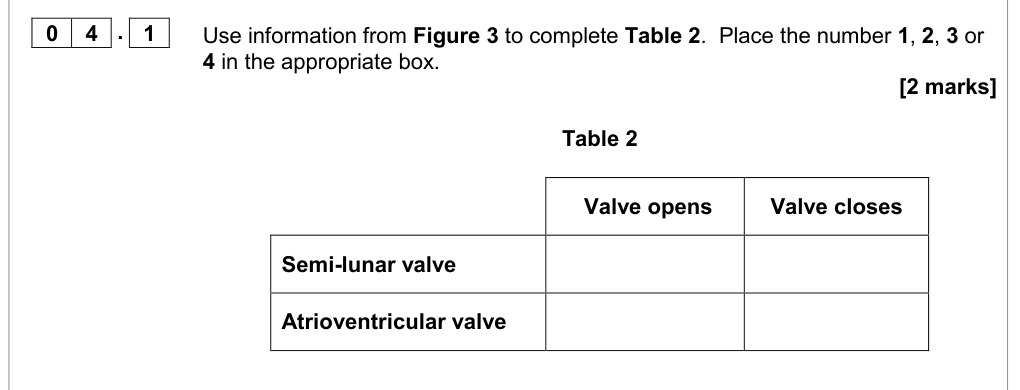 0 4 . 1 Use information from Figure 3 to complete Table 2. Place the number 1, 2, 3 or
4 in the appropriate box.
[2 marks]
Table 2
Valve opens Valve closes
Semi-lunar valve
Atrioventricular valve